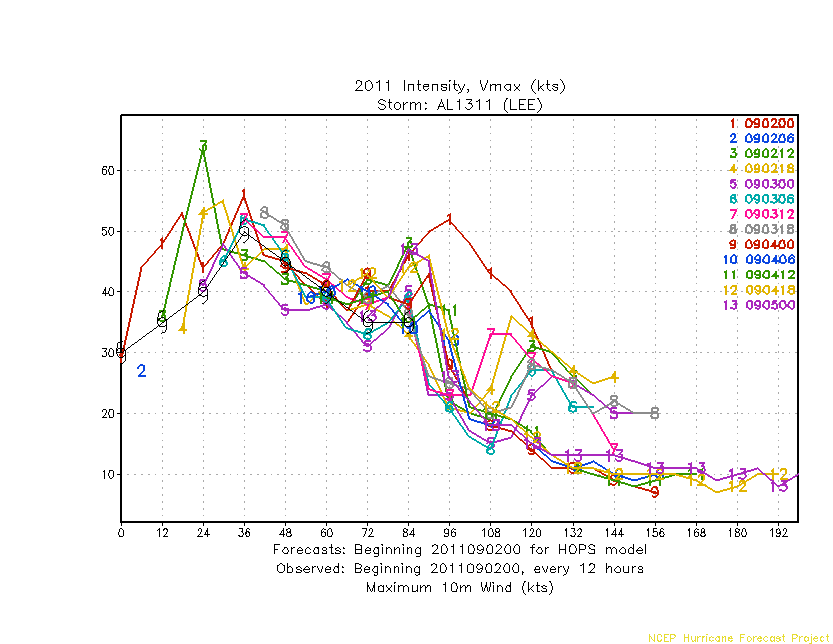 2011 Intensity, Vmax (kts)
Storm: AL1311 (LEE)
1 090200
2 090206
3 090212
4 090218
5 090300
6 090306
7 090312
8 090318
9 090400
10 090406
11 090412
12 090418
13 090500
60
50
40
30
20
10
0 12 24 36 48 60 72 84 96 108 120 132 144 156 168 180 192
Forecasts: Beginning 2011090200 for HOPS model
Observed: Beginning 2011090200, every 12 hours
Maximum 10m Wind (kts)
NCEP Hurricane Forecast Project